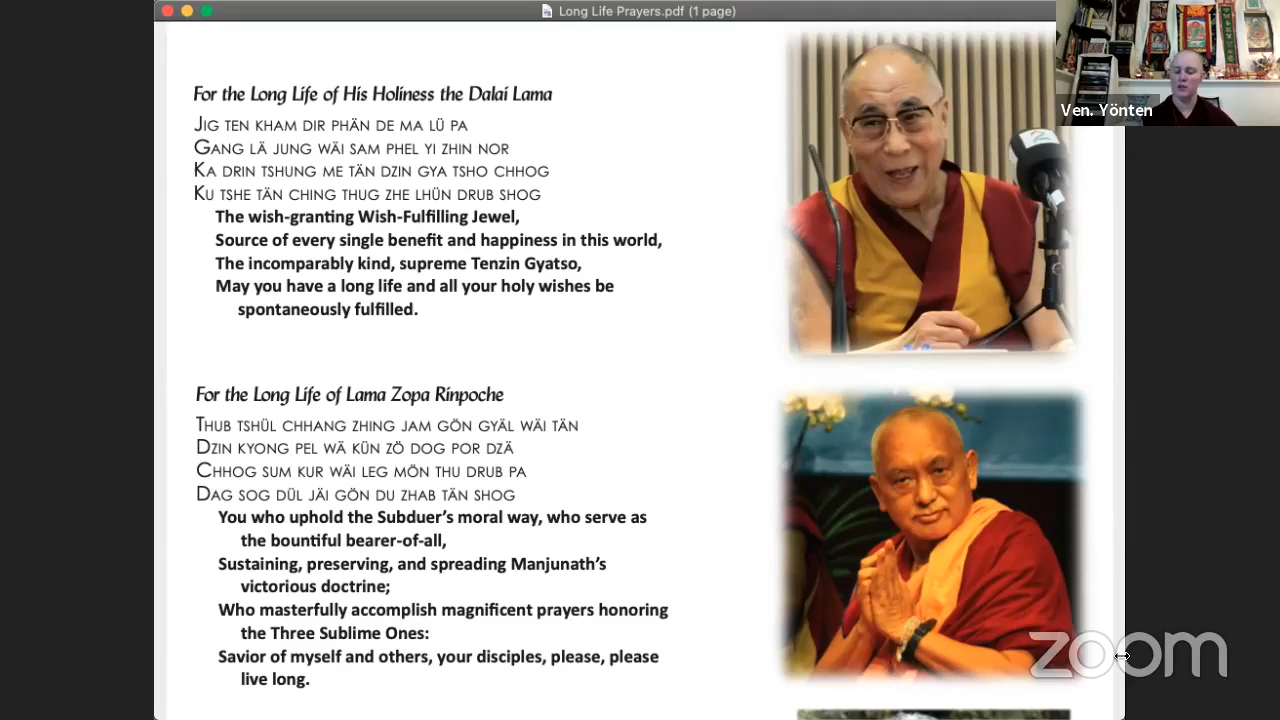 Long Life Prayers.pdf (1 page)
Ven. Yönten
For the Long Life of His Holiness the Dalai Lama
JIG TEN KHAM DIR PHÄN DE MA LÜ PA
GANG LÄ JUNG WÄI SAM PHEL YI ZHIN NOR
KA DRIN TSHUNG ME TÄN DZIN GYA TSHO CHHOG
KU TSHE TÄN CHING THUG ZHE LHÜN DRUB SHOG
The wish-granting Wish-Fulfilling Jewel,
Source of every single benefit and happiness in this world,
The incomparably kind, supreme Tenzin Gyatso,
May you have a long life and all your holy wishes be
spontaneously fulfilled.
For the Long Life of Lama Zopa Rinpoche
THUB TSHÜL CHHANG ZHING JAM GÖN GYÄL WÄI TÄN
DZIN KYONG PEL WÄ KÜN ZÖ DOG POR DZÄ
CHHOG SUM KUR WÄI LEG MÖN THU DRUB PA
DAG SOG DÜL JÄI GÖN DU ZHAB TÄN SHOG
You who uphold the Subduer's moral way, who serve as
the bountiful bearer-of-all,
Sustaining, preserving, and spreading Manjunath's
victorious doctrine;
Who masterfully accomplish magnificent prayers honoring
the Three Sublime Ones:
Savior of myself and others, your disciples, please, please
live long.
2
zoom